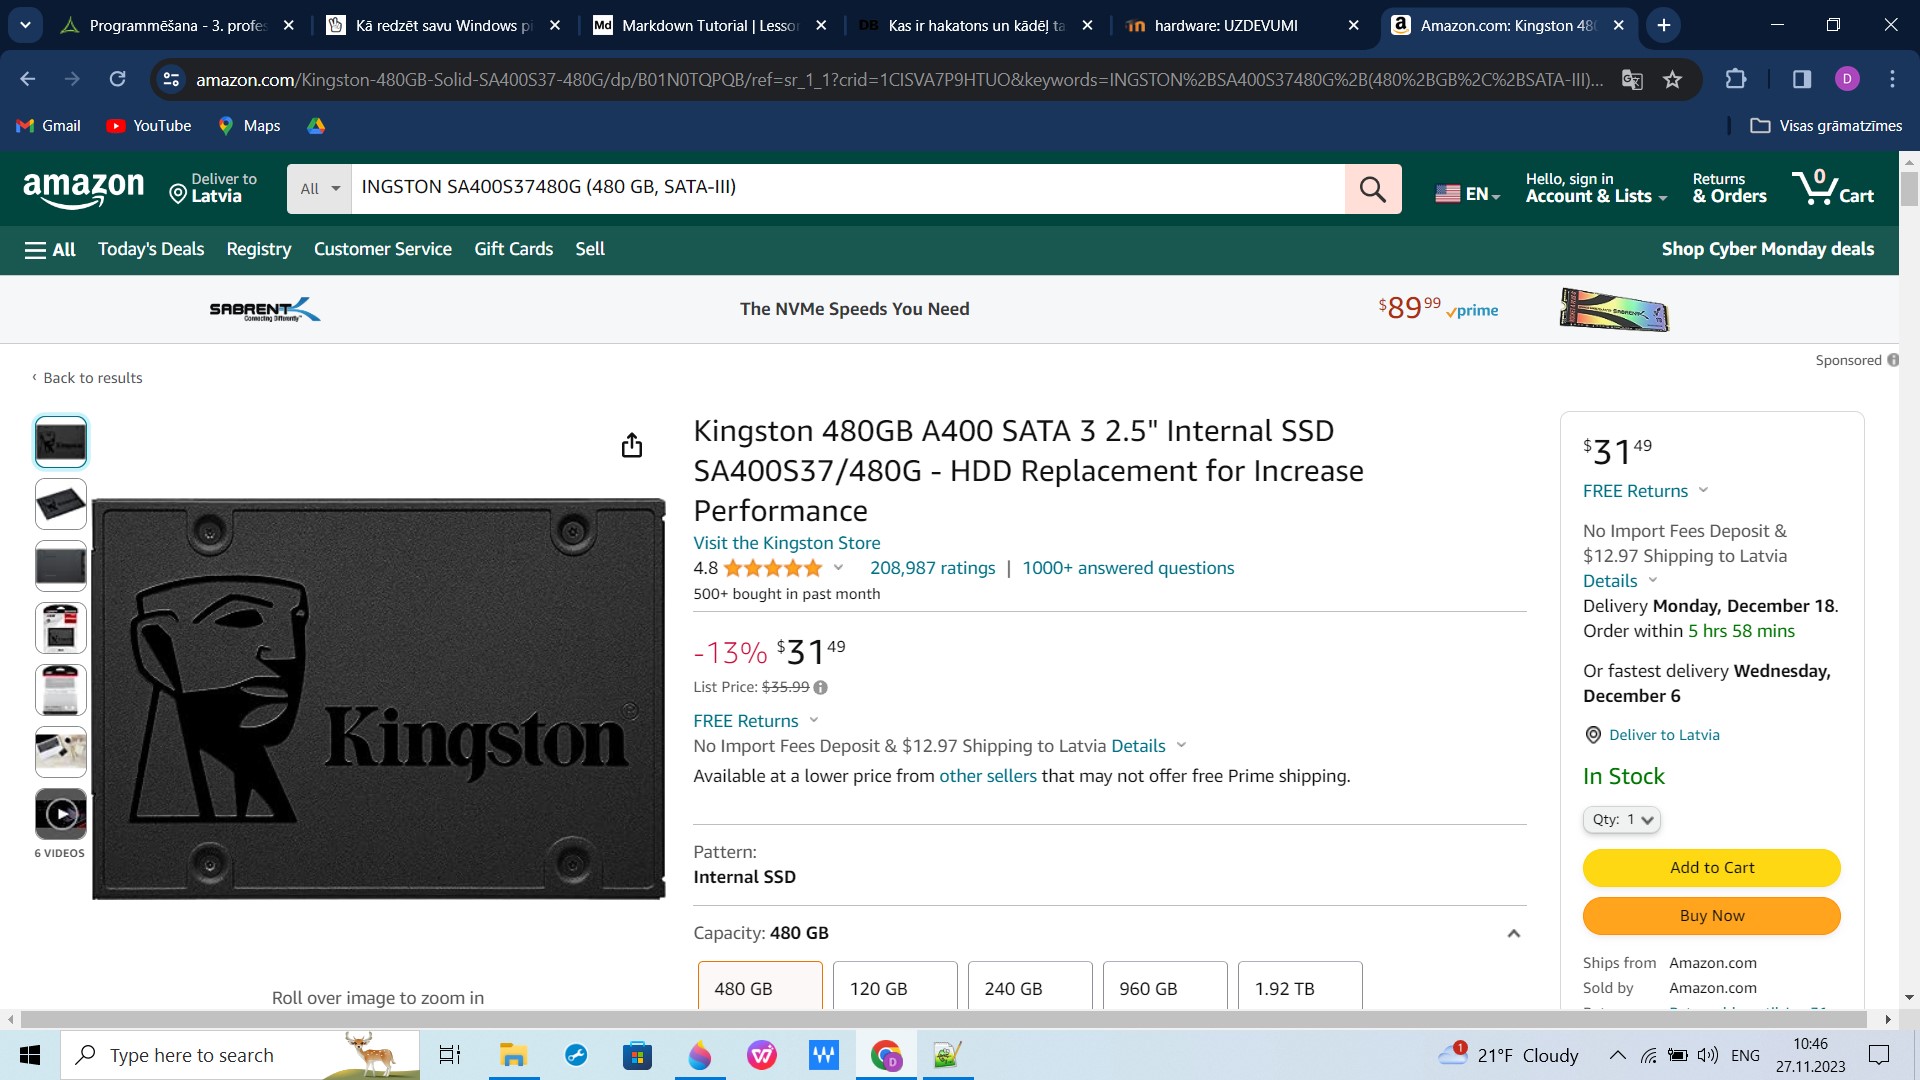 Programmēšana - 3. profes
Kā redzēt savu Windows pi
Markdown Tutorial | Lesso
Kas ir hakatons un kādēļ ta
hardware: UZDEVUMI
Amazon.com: Kingston 480
amazon.com/Kingston-480GB-Solid-SA400S37-480G/dp/B01N0TQPQB/ref=sr_1_1?crid=1CISVA7P9HTUO&keywords=INGSTON%2BSA400S37480G%2B(480%2BGB%2C%2BSATA-III)...
D
Gmail
YouTube
Maps
Visas grāmatzīmes
amazon
Deliver to
Latvia
All
INGSTON SA400S37480G (480 GB, SATA-III)
EN
Hello, sign in
Account & Lists
Returns
& Orders
0
Cart
All
Today's Deals
Registry
Customer Service
Gift Cards
Sell
Shop Cyber Monday deals
SABRENT
Connecting Differently™
The NVMe Speeds You Need
$89 99 prime
Sponsored
‹ Back to results
Kingston 480GB A400 SATA 3 2.5" Internal SSD
SA400S37/480G - HDD Replacement for Increase
Performance
Visit the Kingston Store
4.8
208,987 ratings | 1000+ answered questions
500+ bought in past month
-13% $31 49
List Price: $35.99
FREE Returns
No Import Fees Deposit & $12.97 Shipping to Latvia Details
Available at a lower price from other sellers that may not offer free Prime shipping.
Pattern:
Internal SSD
Capacity: 480 GB
480 GB
120 GB
240 GB
960 GB
1.92 TB
Kingston®
6 VIDEOS
Roll over image to zoom in
$31 49
FREE Returns
No Import Fees Deposit &
$12.97 Shipping to Latvia
Details
Delivery Monday, December 18.
Order within 5 hrs 58 mins
Or fastest delivery Wednesday,
December 6
Deliver to Latvia
In Stock
Qty: 1
Add to Cart
Buy Now
Ships from Amazon.com
Sold by Amazon.com
Type here to search
1
21°F Cloudy
ENG
10:46
27.11.2023